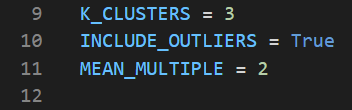 9 K_CLUSTERS = 3
10 INCLUDE_OUTLIERS = True
11 MEAN_MULTIPLE = 2
12